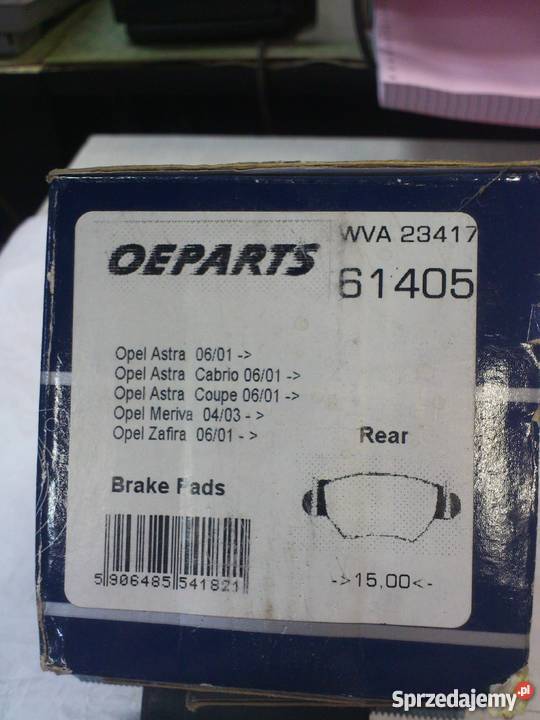 WVA 23417
OEPARTS
61405
Opel Astra 06/01 ->
Opel Astra Cabrio 06/01 ->
Opel Astra Coupe 06/01 ->
Opel Meriva 04/03 - >
Opel Zafira 06/01 - >
Rear
Brake Pads
5 906485 541821
->15,00<-
Sprzedajemy.pl